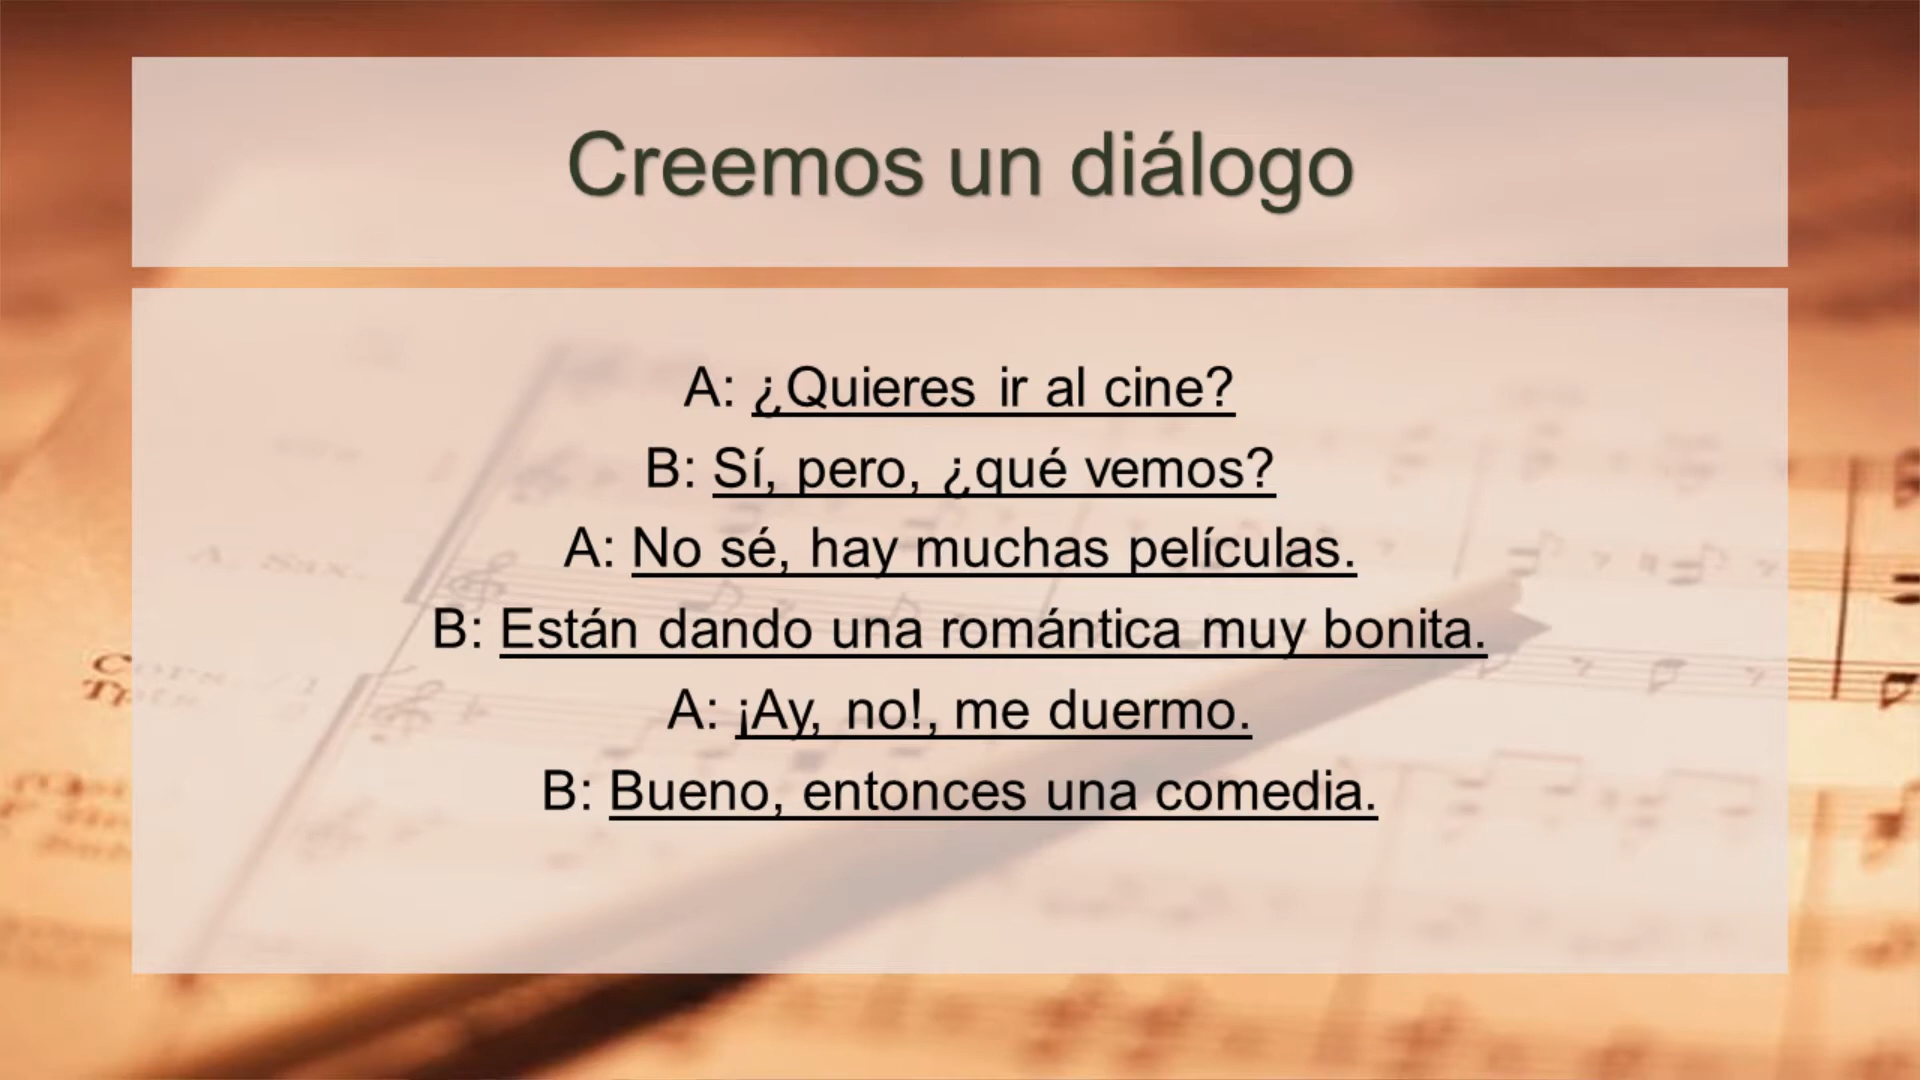 Creemos un diálogo
A: ¿Quieres ir al cine?
B: Sí, pero, ¿qué vemos?
A: No sé, hay muchas películas.
B: Están dando una romántica muy bonita.
A: ¡Ay, no!, me duermo.
B: Bueno, entonces una comedia.